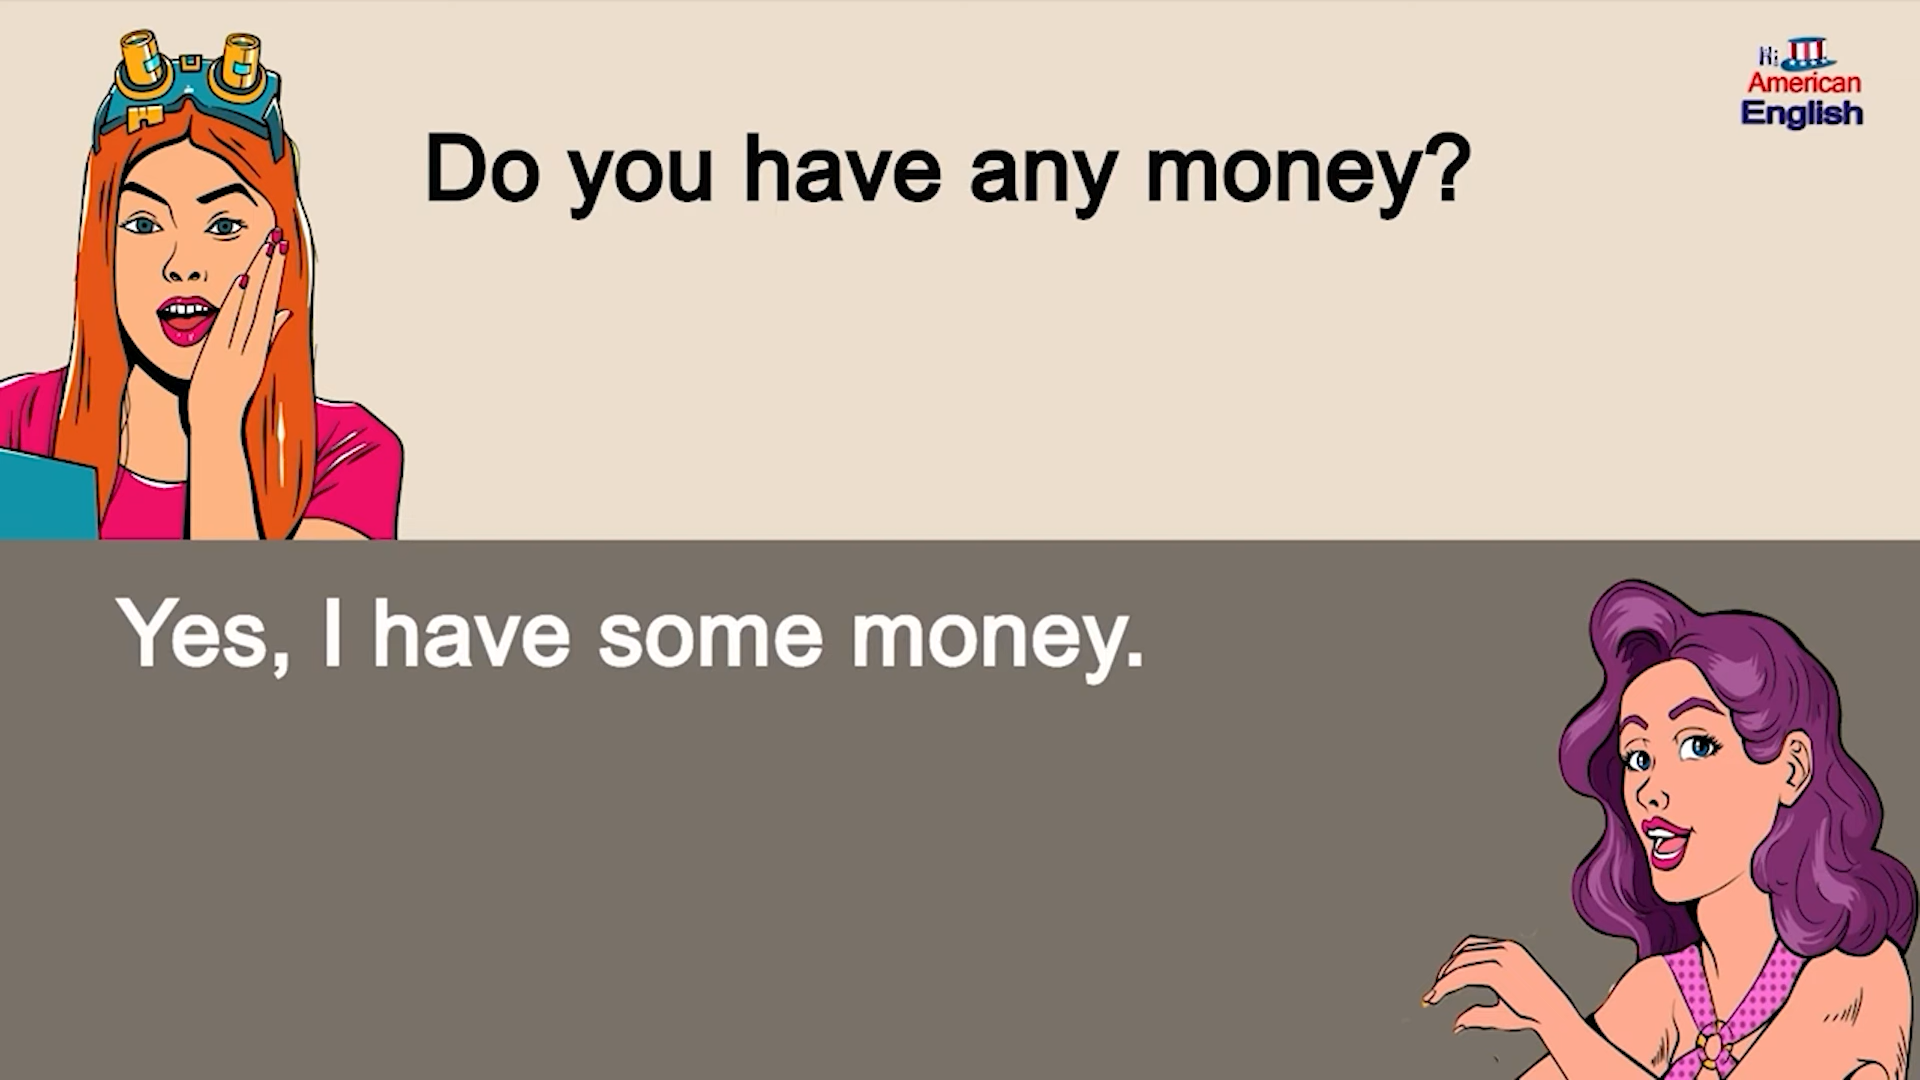 Hi
American
English
Do you have any money?
Yes, I have some money.